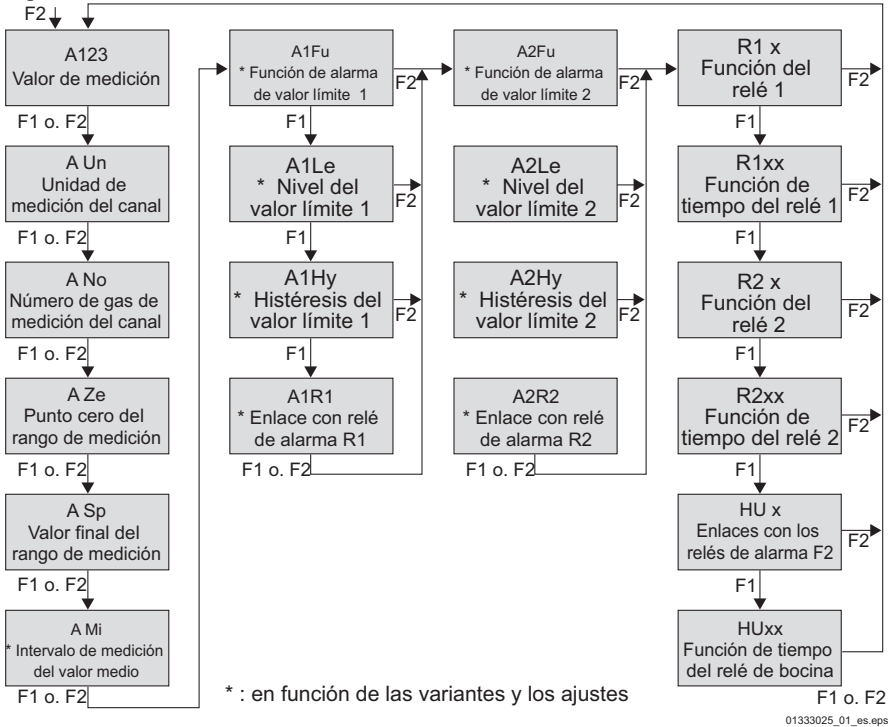 F2
A123
Valor de medición
F1 o. F2
A Un
Unidad de
medición del canal
F1 o. F2
A No
Número de gas de
medición del canal
F1 o. F2
A Ze
Punto cero del
rango de medición
F1 o. F2
A Sp
Valor final del
rango de medición
F1 o. F2
A Mi
* Intervalo de medición
del valor medio
F1 o. F2
A1Fu
* Función de alarma
de valor límite 1
F2
F1
A1Le
* Nivel del
valor límite 1
F2
F1
A1Hy
* Histéresis del
valor límite 1
F2
F1
A1R1
* Enlace con relé
de alarma R1
F1 o. F2
A2Fu
* Función de alarma
de valor límite 2
F2
A2Le
* Nivel del
valor límite 2
F2
A2Hy
* Histéresis del
valor límite 2
F2
A2R2
* Enlace con relé
de alarma R2
F1 o. F2
R1 x
Función del
relé 1
F2
F1
R1xx
Función de
tiempo del relé 1
F2
F1
R2 x
Función del
relé 2
F2
F1
R2xx
Función de
tiempo del relé 2
F2
F1
HU x
Enlaces con los
relés de alarma F2
F2
F1
HUxx
Función de tiempo
del relé de bocina
F1 o. F2
* : en función de las variantes y los ajustes
01333025_01_es.eps